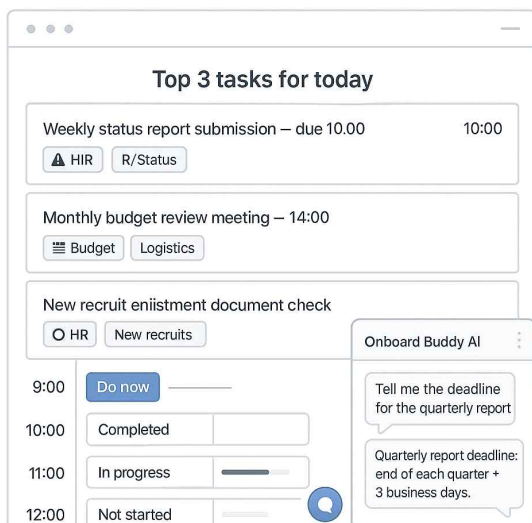 Top 3 tasks for today
Weekly status report submission – due 10.00 10:00
HIR R/Status
Monthly budget review meeting – 14:00
Budget Logistics
New recruit eniistment document check
HR New recruits
Onboard Buddy AI
Tell me the deadline
for the quarterly report
Quarterly report deadline:
end of each quarter +
3 business days.
9:00 Do now
10:00 Completed
11:00 In progress
12:00 Not started